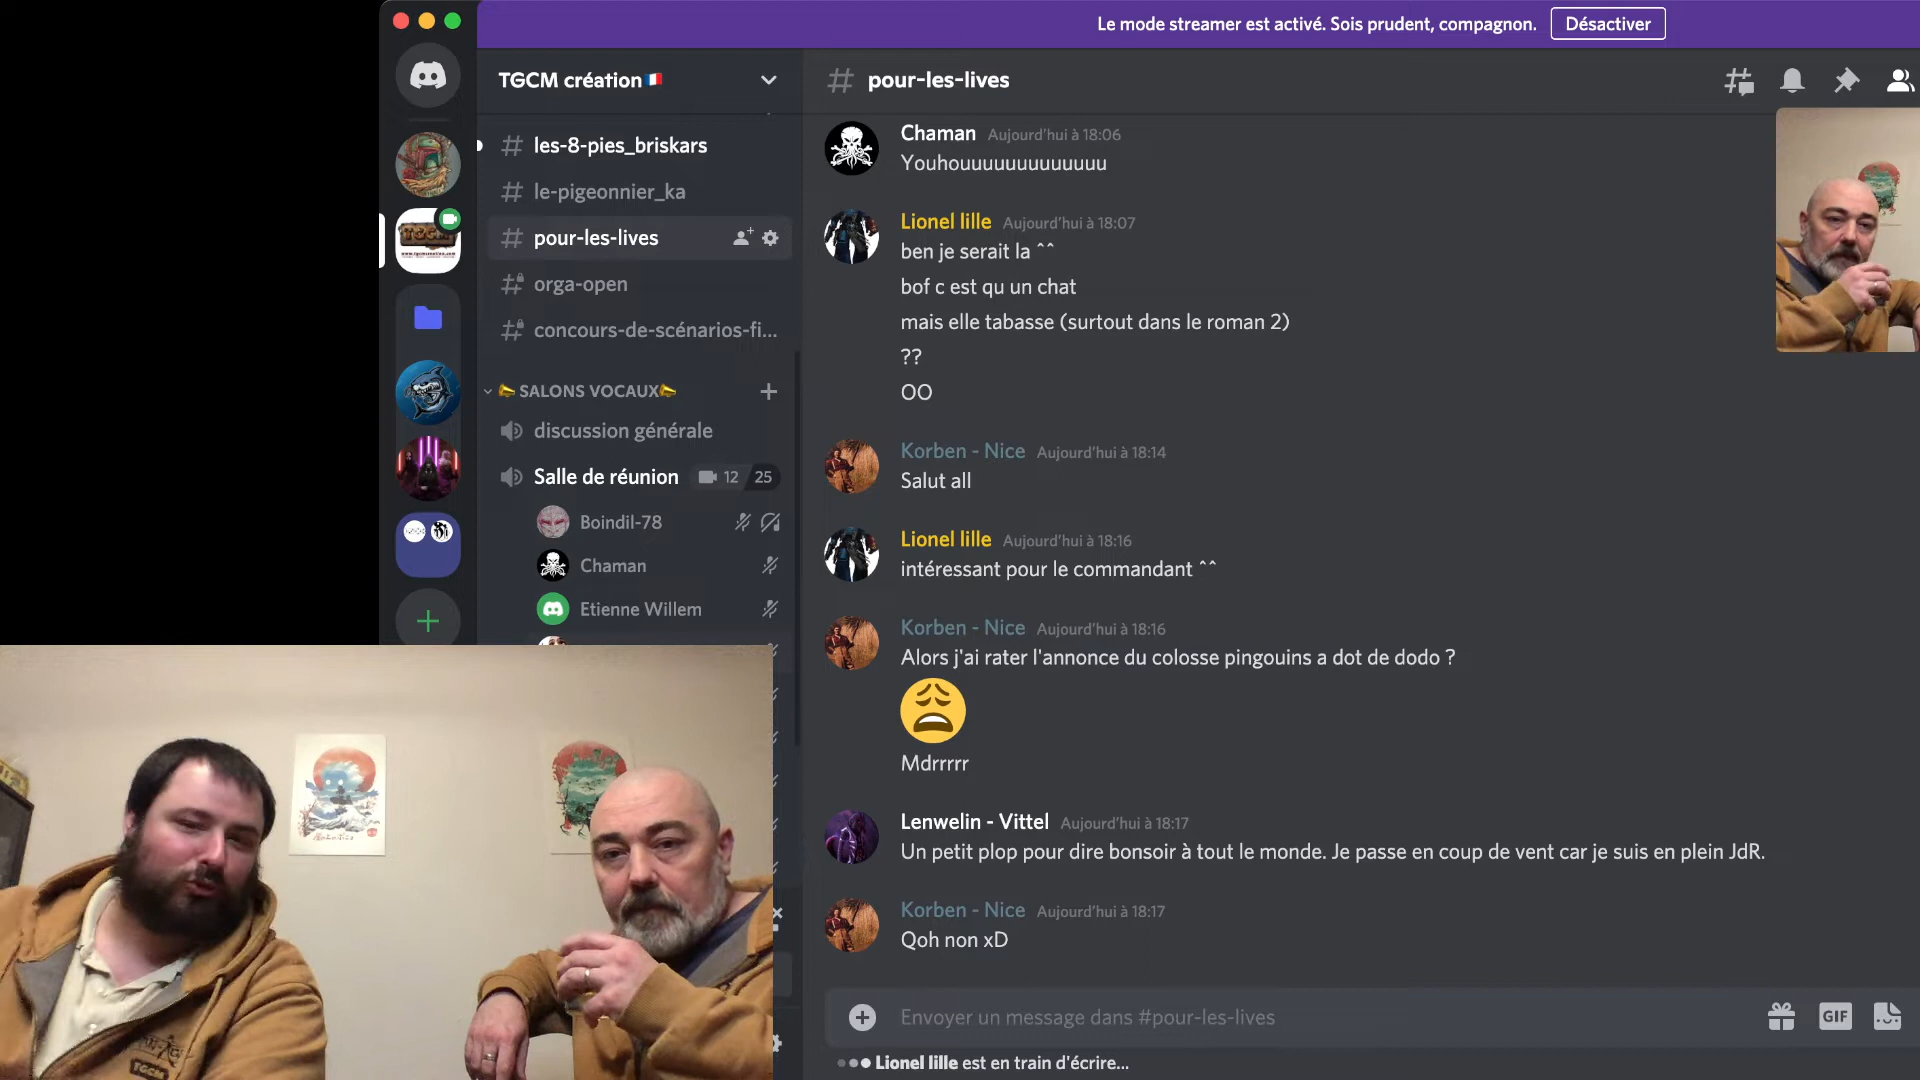 Le mode streamer est activé. Sois prudent, compagnon.
Désactiver
TGCM création
les-8-pies_briskars
le-pigeonnier_ka
pour-les-lives
orga-open
concours-de-scénarios-fi...
SALONS VOCAUX
discussion générale
Salle de réunion 12 25
Boindil-78
Chaman
Etienne Willem
pour-les-lives
Chaman Aujourd'hui à 18:06
Youhouuuuuuuuuuuuu
Lionel lille Aujourd'hui à 18:07
ben je serait la ^^
bof c est qu un chat
mais elle tabasse (surtout dans le roman 2)
??
OO
Korben - Nice Aujourd'hui à 18:14
Salut all
Lionel lille Aujourd'hui à 18:16
intéressant pour le commandant ^^
Korben - Nice Aujourd'hui à 18:16
Alors j'ai rater l'annonce du colosse pingouins a dot de dodo ?
Mdrrrrr
Lenwelin - Vittel Aujourd'hui à 18:17
Un petit plop pour dire bonsoir à tout le monde. Je passe en coup de vent car je suis en plein JdR.
Korben - Nice Aujourd'hui à 18:17
Qoh non xD
Envoyer un message dans #pour-les-lives
GIF
Lionel lille est en train d'écrire...
TGCM